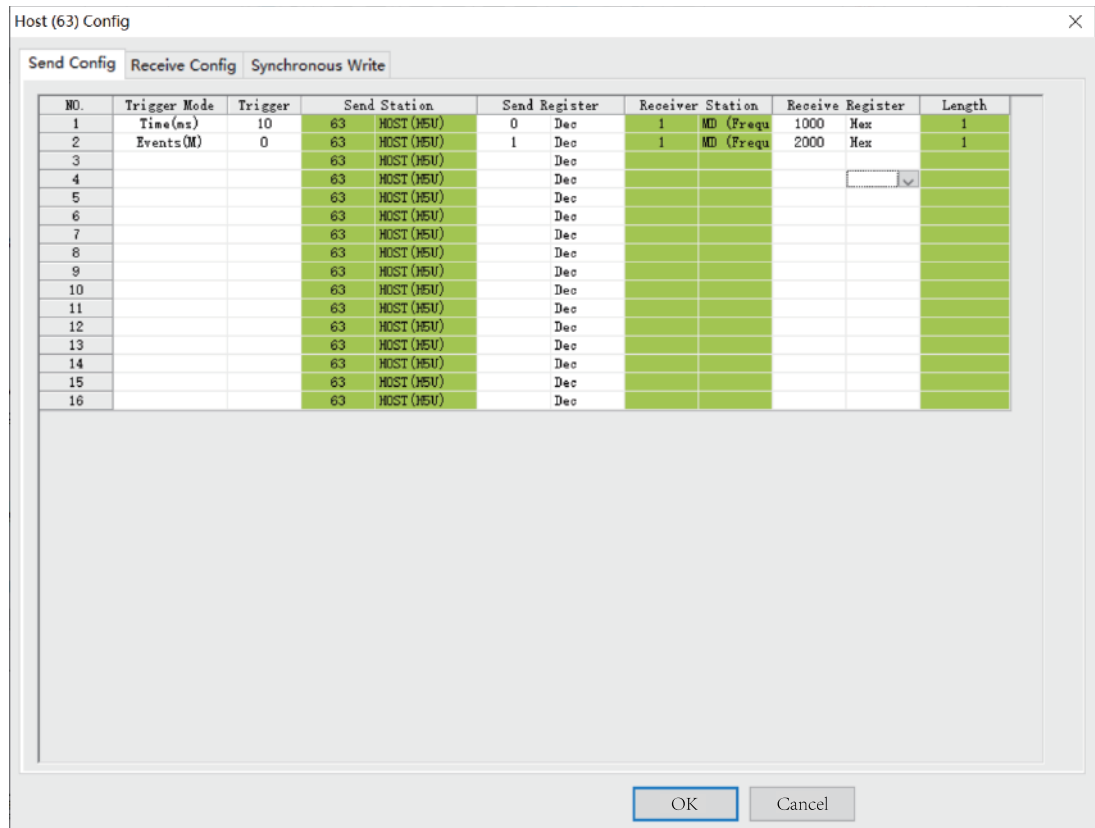 Host (63) Config
Send Config Receive Config Synchronous Write
NO. Trigger Mode Trigger Send Station Send Register Receiver Station Receive Register Length
1 Time(ms) 10 63 HOST(H5U) 0 Dec 1 MD (Frequ 1000 Hex 1
2 Events(M) 0 63 HOST(H5U) 1 Dec 1 MD (Frequ 2000 Hex 1
3 63 HOST(H5U) Dec
4 63 HOST(H5U) Dec
5 63 HOST(H5U) Dec
6 63 HOST(H5U) Dec
7 63 HOST(H5U) Dec
8 63 HOST(H5U) Dec
9 63 HOST(H5U) Dec
10 63 HOST(H5U) Dec
11 63 HOST(H5U) Dec
12 63 HOST(H5U) Dec
13 63 HOST(H5U) Dec
14 63 HOST(H5U) Dec
15 63 HOST(H5U) Dec
16 63 HOST(H5U) Dec
OK Cancel